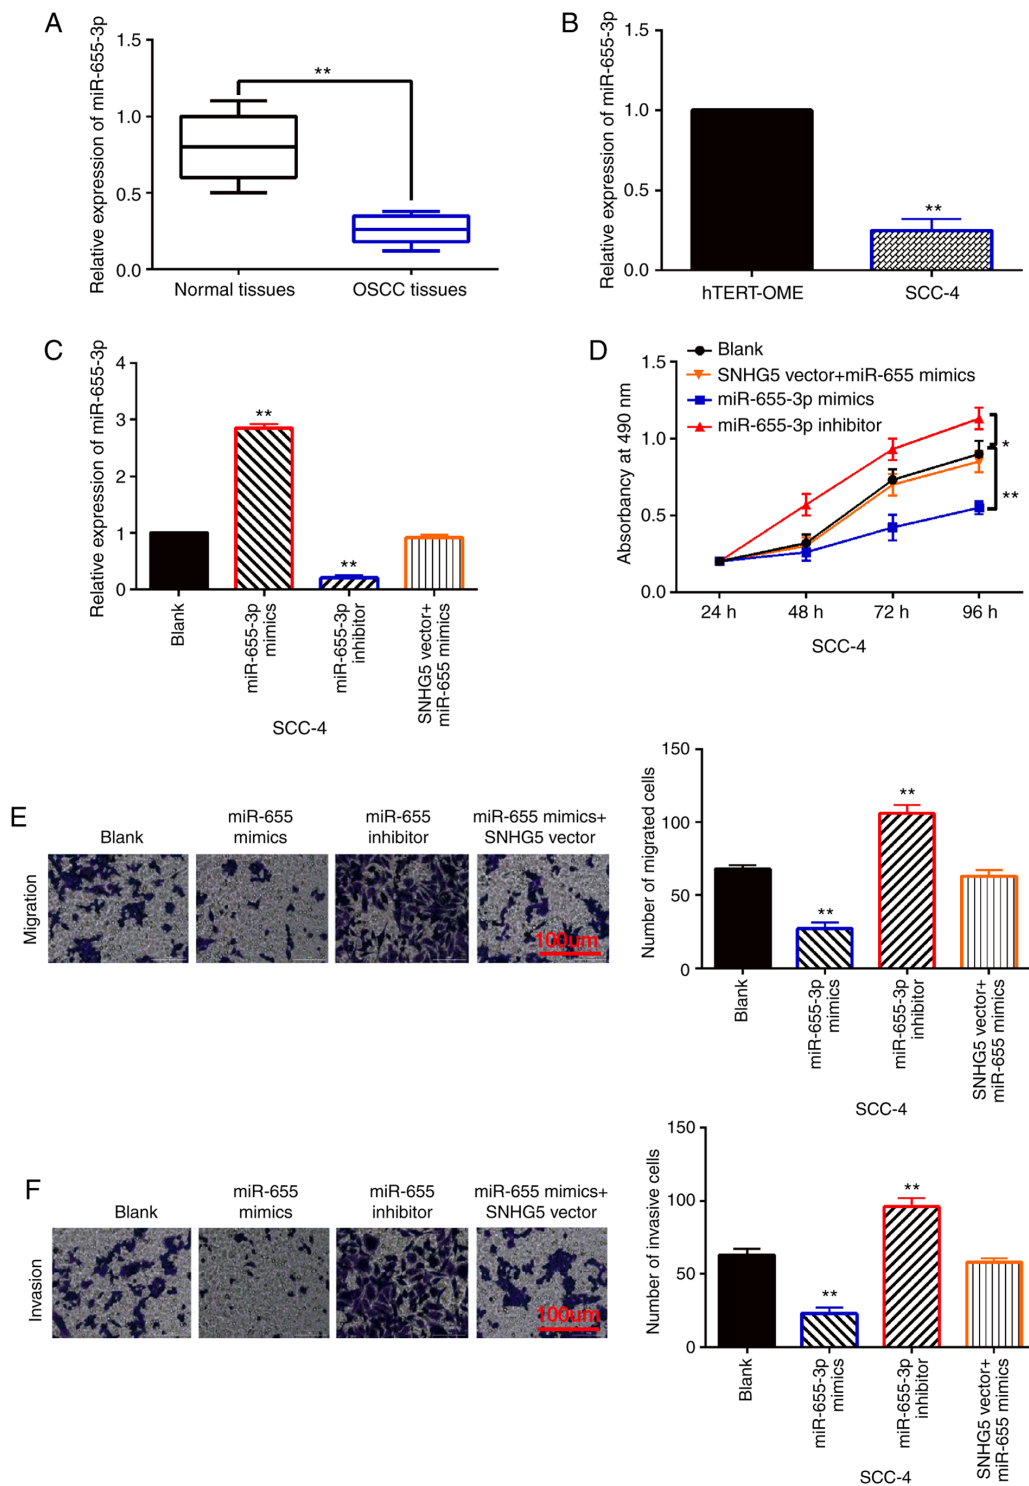 A
Relative expression of miR-655-3p
1.5
1.0
0.5
0.0
**
Normal tissues
OSCC tissues
B
Relative expression of miR-655-3p
1.5
1.0
0.5
0.0
**
hTERT-OME
SCC-4
C
Relative expression of miR-655-3p
4
3
2
1
0
**
**
Blank
miR-655-3p
mimics
miR-655-3p
inhibitor
SNHG5 vector+
miR-655 mimics
SCC-4
D
Absorbancy at 490 nm
1.5
1.0
0.5
0.0
Blank
SNHG5 vector+miR-655 mimics
miR-655-3p mimics
miR-655-3p inhibitor
*
**
24 h
48 h
72 h
96 h
SCC-4
E
Blank
miR-655
mimics
miR-655
inhibitor
miR-655 mimics+
SNHG5 vector
Migration
100um
Number of migrated cells
150
100
50
0
**
**
Blank
miR-655-3p
mimics
miR-655-3p
inhibitor
SNHG5 vector+
miR-655 mimics
SCC-4
F
Blank
miR-655
mimics
miR-655
inhibitor
miR-655 mimics+
SNHG5 vector
Invasion
100um
Number of invasive cells
150
100
50
0
**
**
Blank
miR-655-3p
mimics
miR-655-3p
inhibitor
SNHG5 vector+
miR-655 mimics
SCC-4